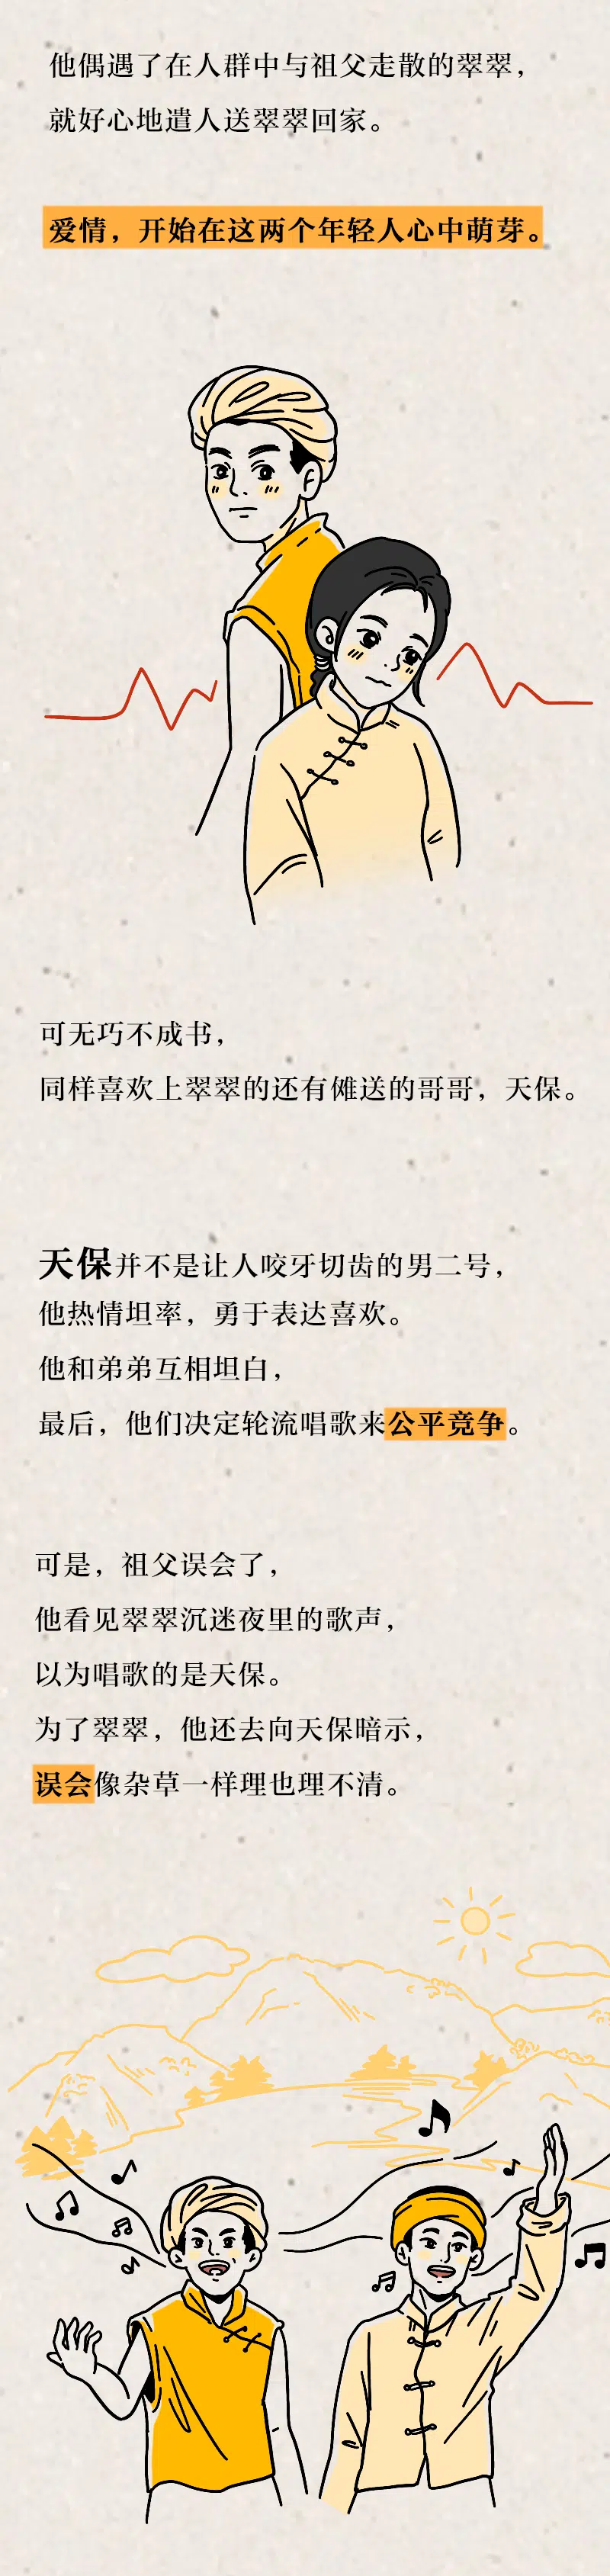 他偶遇了在人群中与祖父走散的翠翠，
就好心地遣人送翠翠回家。
爱情，开始在这两个年轻人心中萌芽。
可无巧不成书，
同样喜欢上翠翠的还有傩送的哥哥，天保。
天保并不是让人咬牙切齿的男二号，
他热情坦率，勇于表达喜欢。
他和弟弟互相坦白，
最后，他们决定轮流唱歌来公平竞争。
可是，祖父误会了，
他看见翠翠沉迷夜里的歌声，
以为唱歌的是天保。
为了翠翠，他还去向天保暗示，
误会像杂草一样理也理不清。